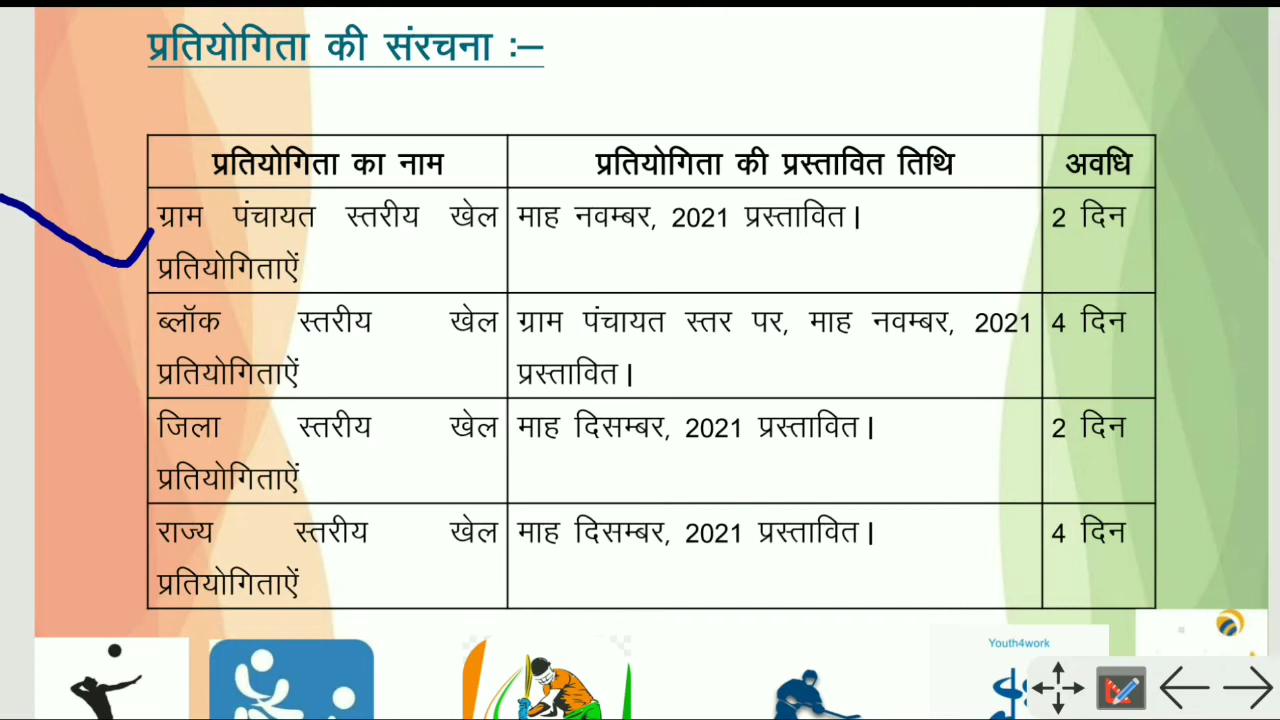 प्रतियोगिता की संरचना :–
प्रतियोगिता का नाम प्रतियोगिता की प्रस्तावित तिथि अवधि
ग्राम पंचायत स्तरीय खेल माह नवम्बर, 2021 प्रस्तावित। 2 दिन
प्रतियोगिताऐं
ब्लॉक स्तरीय खेल ग्राम पंचायत स्तर पर, माह नवम्बर, 2021 4 दिन
प्रतियोगिताऐं प्रस्तावित।
जिला स्तरीय खेल माह दिसम्बर, 2021 प्रस्तावित। 2 दिन
प्रतियोगिताऐं
राज्य स्तरीय खेल माह दिसम्बर, 2021 प्रस्तावित। 4 दिन
प्रतियोगिताऐं
Youth4work